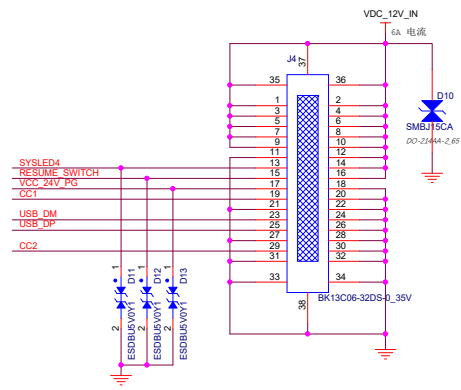 VDC_12V_IN
6A 电流
37
J4
35 36
1 2
3 4
5 6
7 8
9 10
11 12
13 14
15 16
17 18
19 20
21 22
23 24
25 26
27 28
29 30
31 32
33 34
38
BK13C06-32DS-0_35V
D10
SMBJ15CA
DO-214AA-2_65
SYSLED4
RESUME_SWITCH
VCC_24V_PG
CC1
USB_DM
USB_DP
CC2
1 D11 2 ESDBU5V0Y1
1 D12 2 ESDBU5V0Y1
1 D13 2 ESDBU5V0Y1